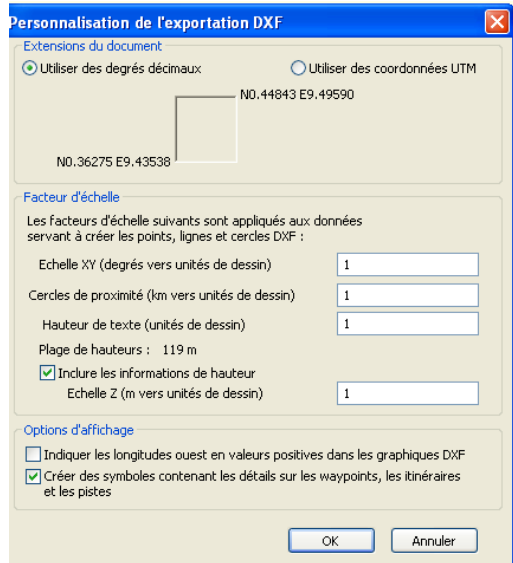 Personnalisation de l'exportation DXF
Extensions du document
Utiliser des degrés décimaux
Utiliser des coordonnées UTM
N0.44843 E9.49590
N0.36275 E9.43538
Facteur d'échelle
Les facteurs d'échelle suivants sont appliqués aux données
servant à créer les points, lignes et cercles DXF :
Echelle XY (degrés vers unités de dessin) 1
Cercles de proximité (km vers unités de dessin) 1
Hauteur de texte (unités de dessin) 1
Plage de hauteurs : 119 m
Inclure les informations de hauteur
Echelle Z (m vers unités de dessin) 1
Options d'affichage
Indiquer les longitudes ouest en valeurs positives dans les graphiques DXF
Créer des symboles contenant les détails sur les waypoints, les itinéraires
et les pistes
OK Annuler